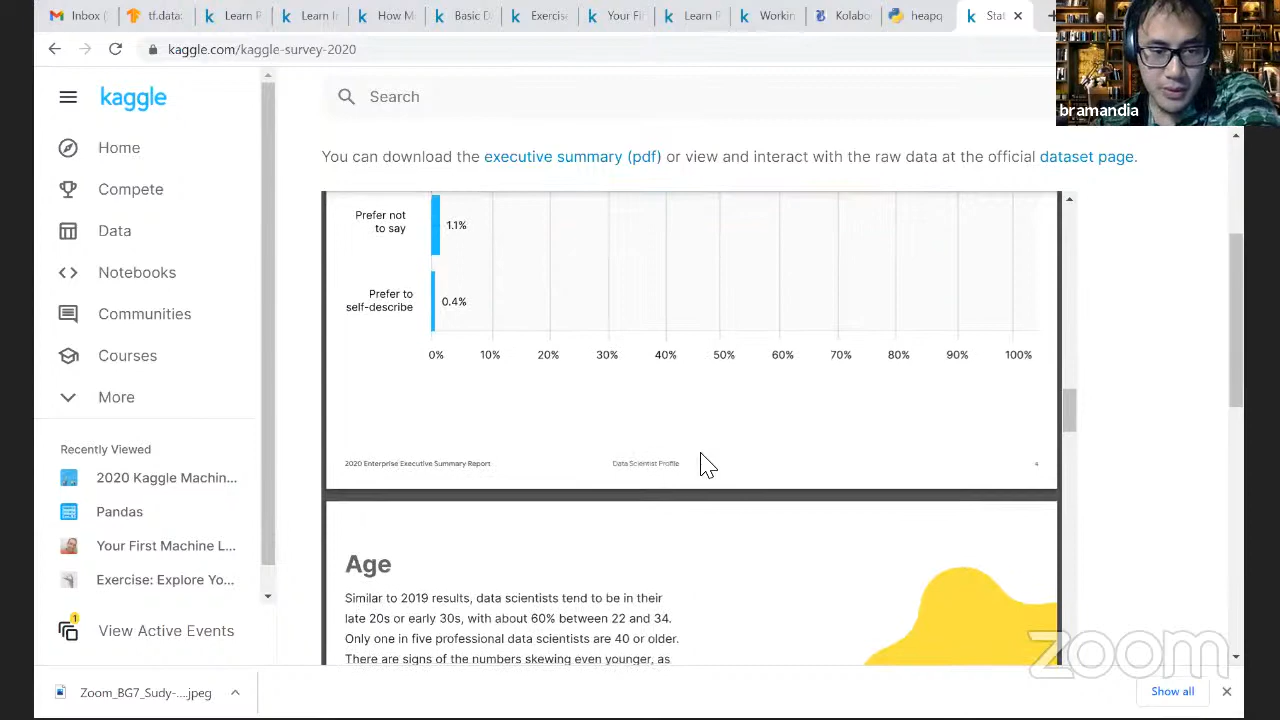 Inbox (
tf.data:
Learn F
Learn In
How M
Basic D
Exercise
Your Fi
Learn F
Workin
Kolabo
heapq
Stat
kaggle.com/kaggle-survey-2020
bramandia
kaggle
Search
Home
Compete
Data
Notebooks
Communities
Courses
More
Recently Viewed
2020 Kaggle Machin...
Pandas
Your First Machine L...
Exercise: Explore Yo...
1
View Active Events
You can download the executive summary (pdf) or view and interact with the raw data at the official dataset page.
Prefer not
to say
1.1%
Prefer to
self-describe
0.4%
0% 10% 20% 30% 40% 50% 60% 70% 80% 90% 100%
2020 Enterprise Executive Summary Report
Data Scientist Profile
4
Age
Similar to 2019 results, data scientists tend to be in their
late 20s or early 30s, with about 60% between 22 and 34.
Only one in five professional data scientists are 40 or older.
There are signs of the numbers skewing even younger, as
zoom
Zoom_BG7_Sudy-....jpeg
Show all